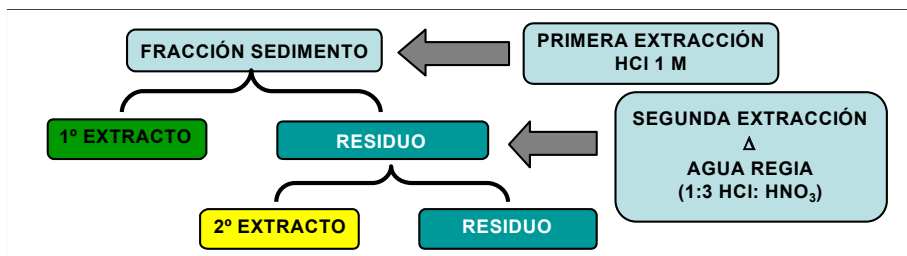 FRACCIÓN SEDIMENTO
PRIMERA EXTRACCIÓN
HCl 1 M
1º EXTRACTO
RESIDUO
SEGUNDA EXTRACCIÓN
Δ
AGUA REGIA
(1:3 HCl: HNO₃)
2º EXTRACTO
RESIDUO